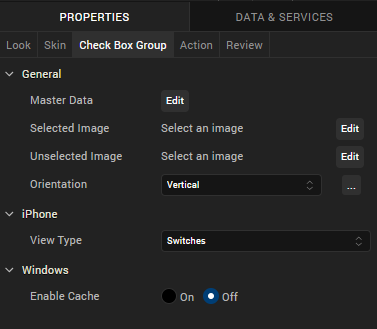 PROPERTIES DATA & SERVICES
Look Skin Check Box Group Action Review
General
Master Data Edit
Selected Image Select an image Edit
Unselected Image Select an image Edit
Orientation Vertical ...
iPhone
View Type Switches
Windows
Enable Cache On Off